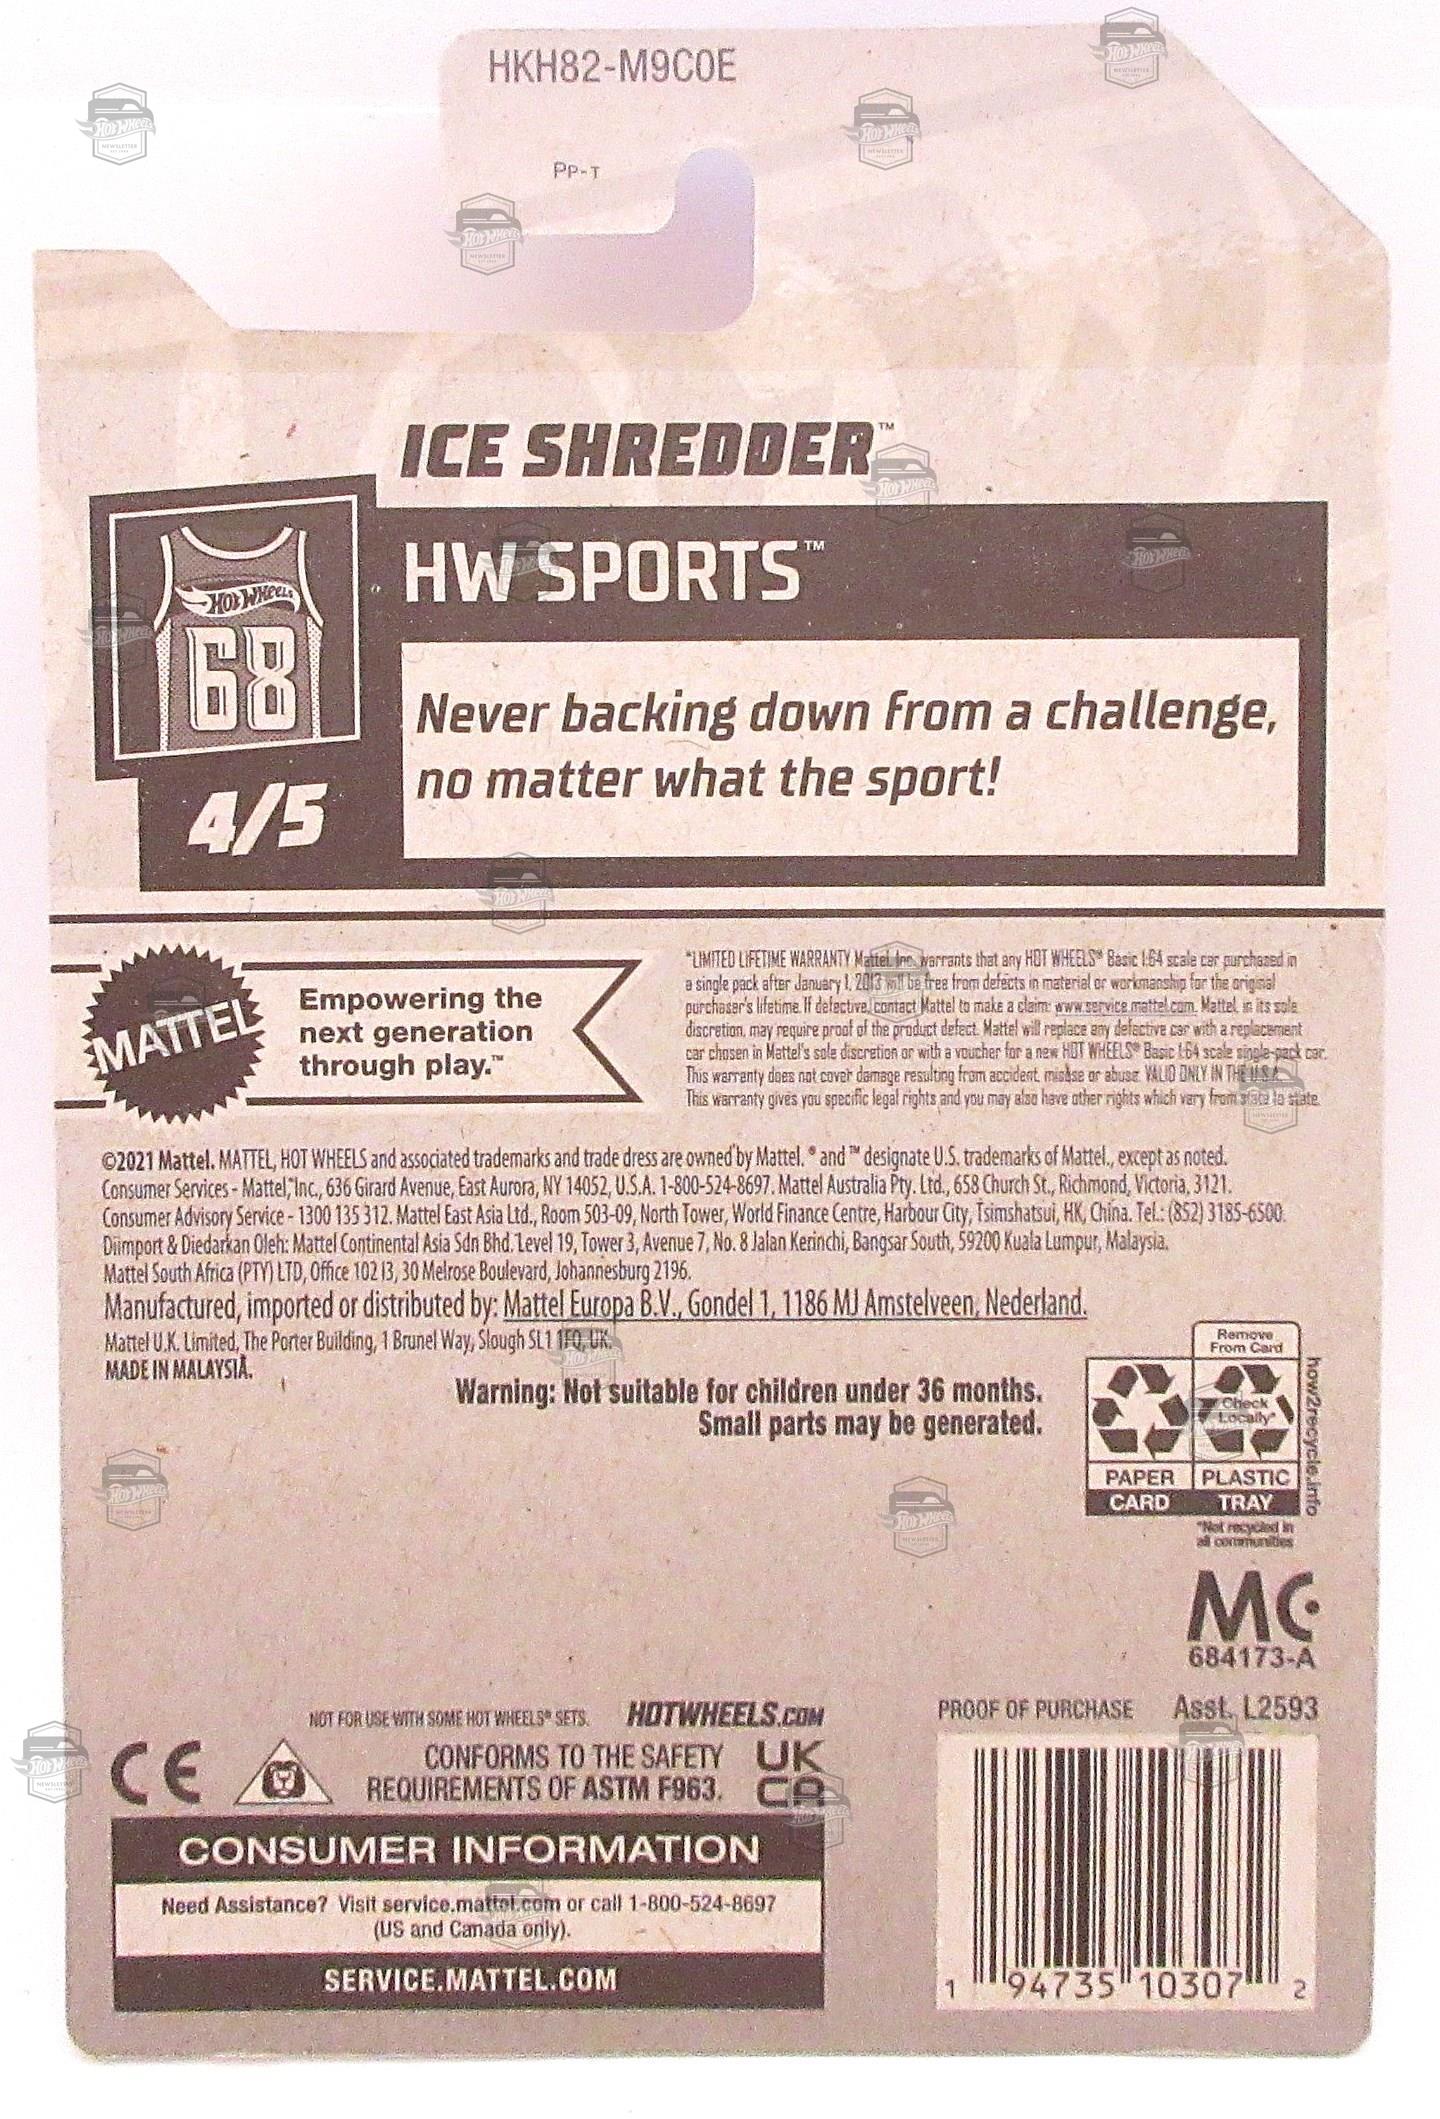 HKH82-M9C0E
PP-T
ICE SHREDDER™
HW SPORTS™
HOT WHEELS
68
Never backing down from a challenge,
no matter what the sport!
4/5
MATTEL
Empowering the
next generation
through play.™
*LIMITED LIFETIME WARRANTY Mattel, Inc. warrants that any HOT WHEELS® Basic 1:64 scale car purchased in
a single pack after January 1, 2013 will be free from defects in material or workmanship for the original
purchaser's lifetime. If defective, contact Mattel to make a claim: www.service.mattel.com. Mattel, in its sole
discretion, may require proof of the product defect. Mattel will replace any defective car with a replacement
car chosen in Mattel's sole discretion or with a voucher for a new HOT WHEELS® Basic 1:64 scale single-pack car.
This warranty does not cover damage resulting from accident, misuse or abuse. VALID ONLY IN THE U.S.A.
This warranty gives you specific legal rights and you may also have other rights which vary from state to state.
©2021 Mattel. MATTEL, HOT WHEELS and associated trademarks and trade dress are owned by Mattel. ® and ™ designate U.S. trademarks of Mattel., except as noted.
Consumer Services - Mattel, Inc., 636 Girard Avenue, East Aurora, NY 14052, U.S.A. 1-800-524-8697. Mattel Australia Pty. Ltd., 658 Church St., Richmond, Victoria, 3121.
Consumer Advisory Service - 1300 135 312. Mattel East Asia Ltd., Room 503-09, North Tower, World Finance Centre, Harbour City, Tsimshatsui, HK, China. Tel.: (852) 3185-6500.
Diimport & Diedarkan Oleh: Mattel Continental Asia Sdn Bhd. Level 19, Tower 3, Avenue 7, No. 8 Jalan Kerinchi, Bangsar South, 59200 Kuala Lumpur, Malaysia.
Mattel South Africa (PTY) LTD, Office 102 I3, 30 Melrose Boulevard, Johannesburg 2196.
Manufactured, imported or distributed by: Mattel Europa B.V., Gondel 1, 1186 MJ Amstelveen, Nederland.
Mattel U.K. Limited, The Porter Building, 1 Brunel Way, Slough SL1 1FQ, UK.
MADE IN MALAYSIA.
Warning: Not suitable for children under 36 months.
Small parts may be generated.
Remove
From Card
Check
Locally*
PAPER
PLASTIC
CARD
TRAY
how2recycle.info
*Not recycled in
all communities
MC
684173-A
NOT FOR USE WITH SOME HOT WHEELS® SETS.
HOTWHEELS.COM
CE
CONFORMS TO THE SAFETY
REQUIREMENTS OF ASTM F963.
UK
CA
CONSUMER INFORMATION
Need Assistance? Visit service.mattel.com or call 1-800-524-8697
(US and Canada only).
SERVICE.MATTEL.COM
PROOF OF PURCHASE Asst. L2593
1 94735 10307 2